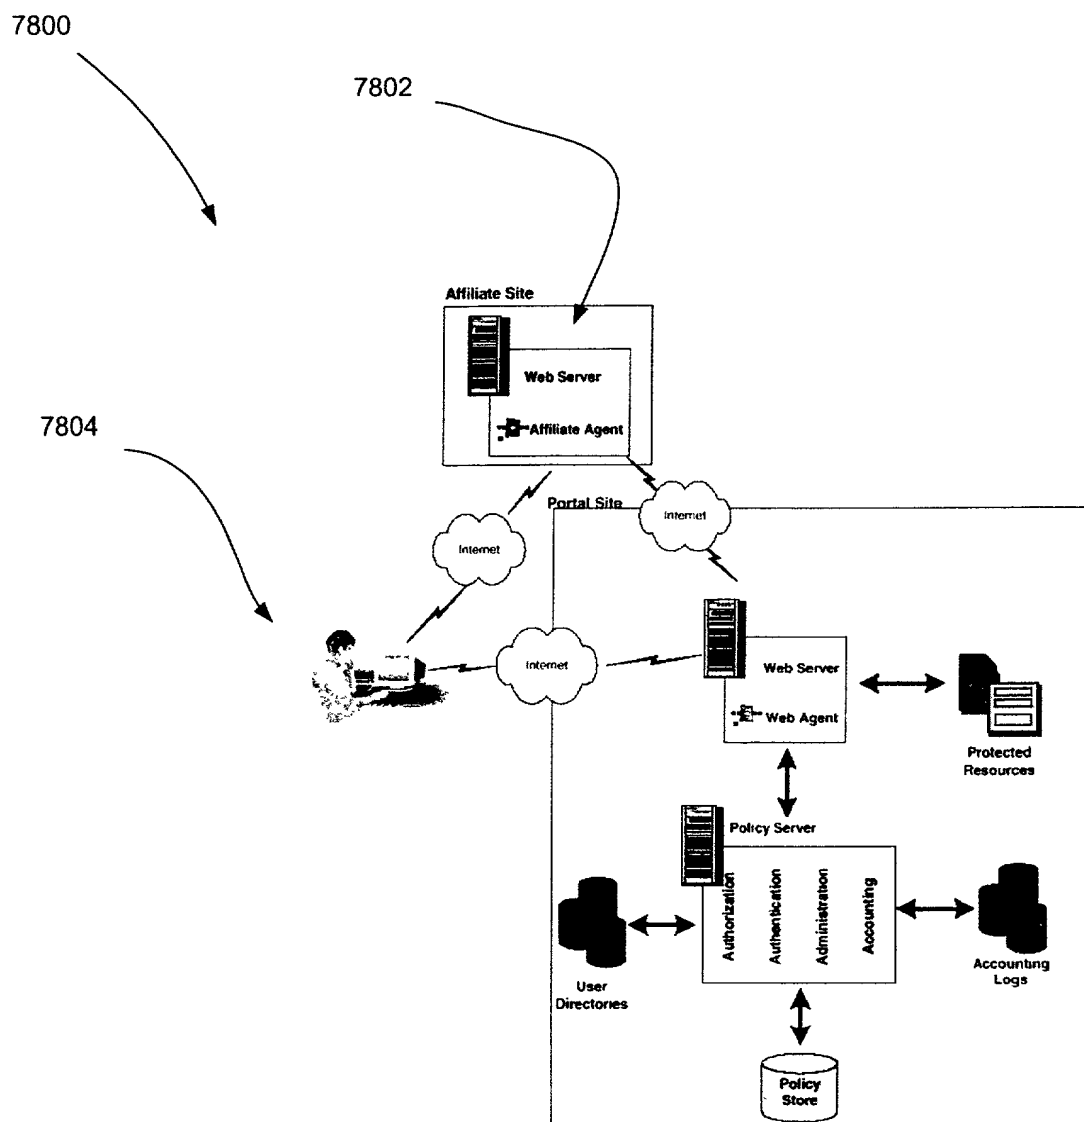 7800
7802
Affiliate Site
Web Server
Affiliate Agent
7804
Portal Site
Internet
Internet
Internet
Web Server
Web Agent
Protected
Resources
Policy Server
Authorization
Authentication
Administration
Accounting
User
Directories
Accounting
Logs
Policy
Store